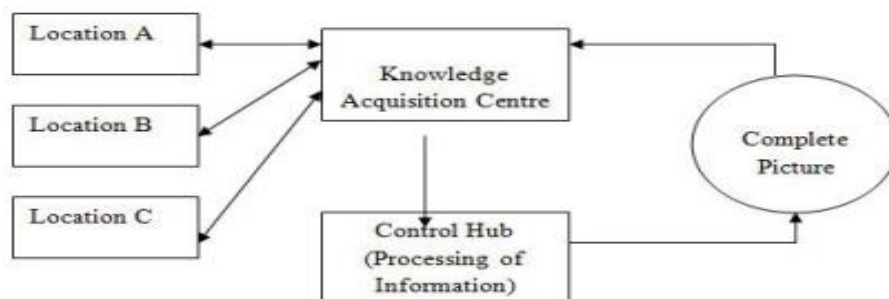 Location A
Location B
Location C
Knowledge
Acquisition Centre
Control Hub
(Processing of
Information)
Complete
Picture